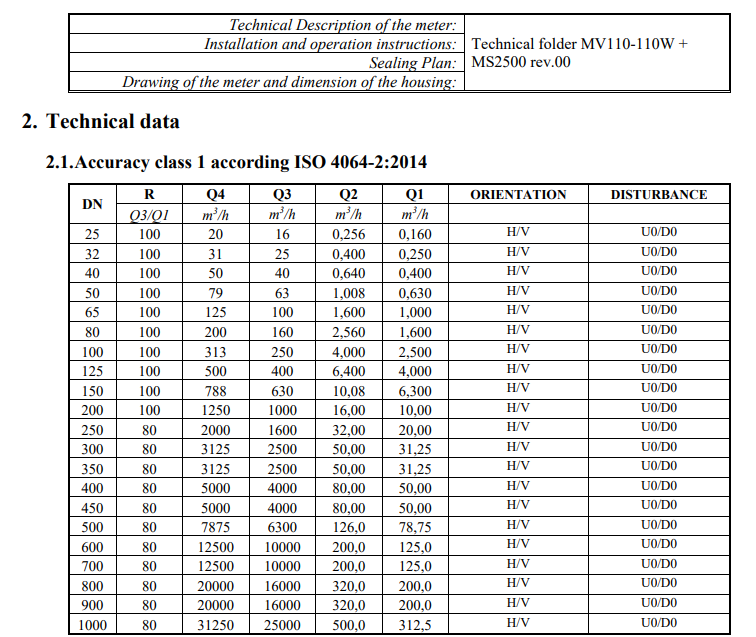 Technical Description of the meter:
Installation and operation instructions:
Sealing Plan:
Drawing of the meter and dimension of the housing:
Technical folder MV110-110W +
MS2500 rev.00
2. Technical data
2.1.Accuracy class 1 according ISO 4064-2:2014
DN R Q4 Q3 Q2 Q1 ORIENTATION DISTURBANCE
Q3/Q1 m³/h m³/h m³/h m³/h
25 100 20 16 0,256 0,160 H/V U0/D0
32 100 31 25 0,400 0,250 H/V U0/D0
40 100 50 40 0,640 0,400 H/V U0/D0
50 100 79 63 1,008 0,630 H/V U0/D0
65 100 125 100 1,600 1,000 H/V U0/D0
80 100 200 160 2,560 1,600 H/V U0/D0
100 100 313 250 4,000 2,500 H/V U0/D0
125 100 500 400 6,400 4,000 H/V U0/D0
150 100 788 630 10,08 6,300 H/V U0/D0
200 100 1250 1000 16,00 10,00 H/V U0/D0
250 80 2000 1600 32,00 20,00 H/V U0/D0
300 80 3125 2500 50,00 31,25 H/V U0/D0
350 80 3125 2500 50,00 31,25 H/V U0/D0
400 80 5000 4000 80,00 50,00 H/V U0/D0
450 80 5000 4000 80,00 50,00 H/V U0/D0
500 80 7875 6300 126,0 78,75 H/V U0/D0
600 80 12500 10000 200,0 125,0 H/V U0/D0
700 80 12500 10000 200,0 125,0 H/V U0/D0
800 80 20000 16000 320,0 200,0 H/V U0/D0
900 80 20000 16000 320,0 200,0 H/V U0/D0
1000 80 31250 25000 500,0 312,5 H/V U0/D0